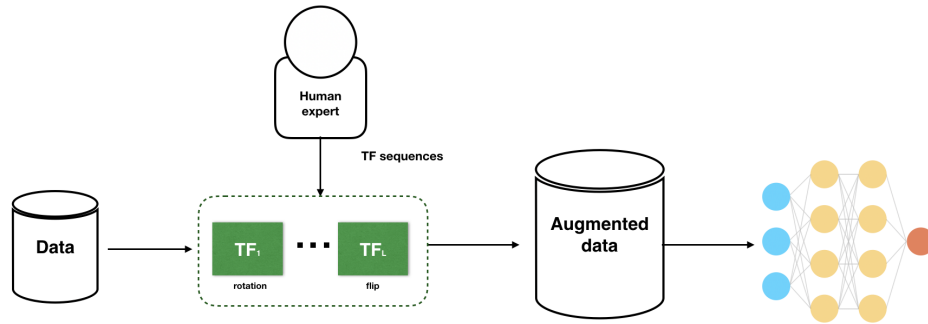 Human
expert
TF sequences
Data
TF₁
TFL
rotation
flip
Augmented
data